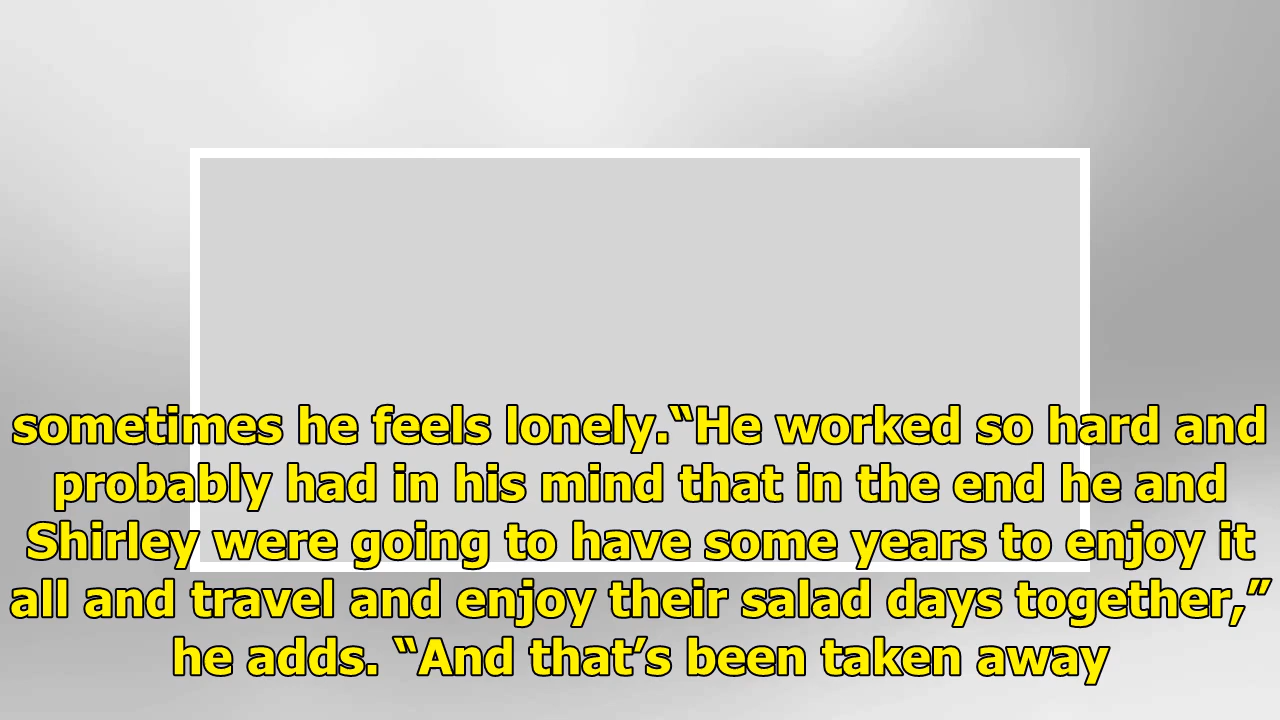 sometimes he feels lonely.“He worked so hard and
probably had in his mind that in the end he and
Shirley were going to have some years to enjoy it
all and travel and enjoy their salad days together,”
he adds. “And that’s been taken away